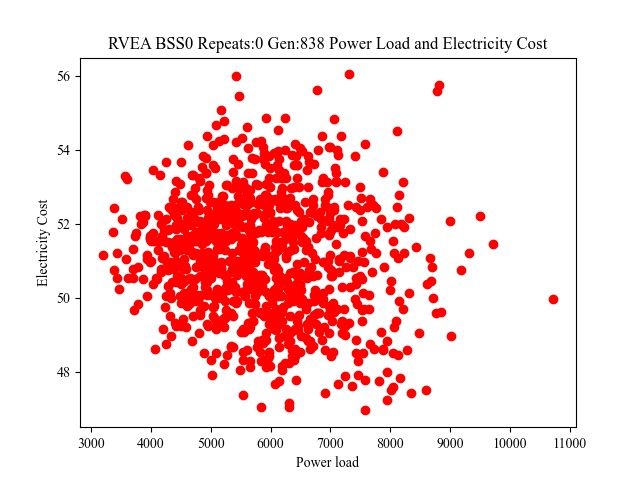 RVEA BSS0 Repeats:0 Gen:838 Power Load and Electricity Cost
56
54
52
50
48
Electricity Cost
3000 4000 5000 6000 7000 8000 9000 10000 11000
Power load